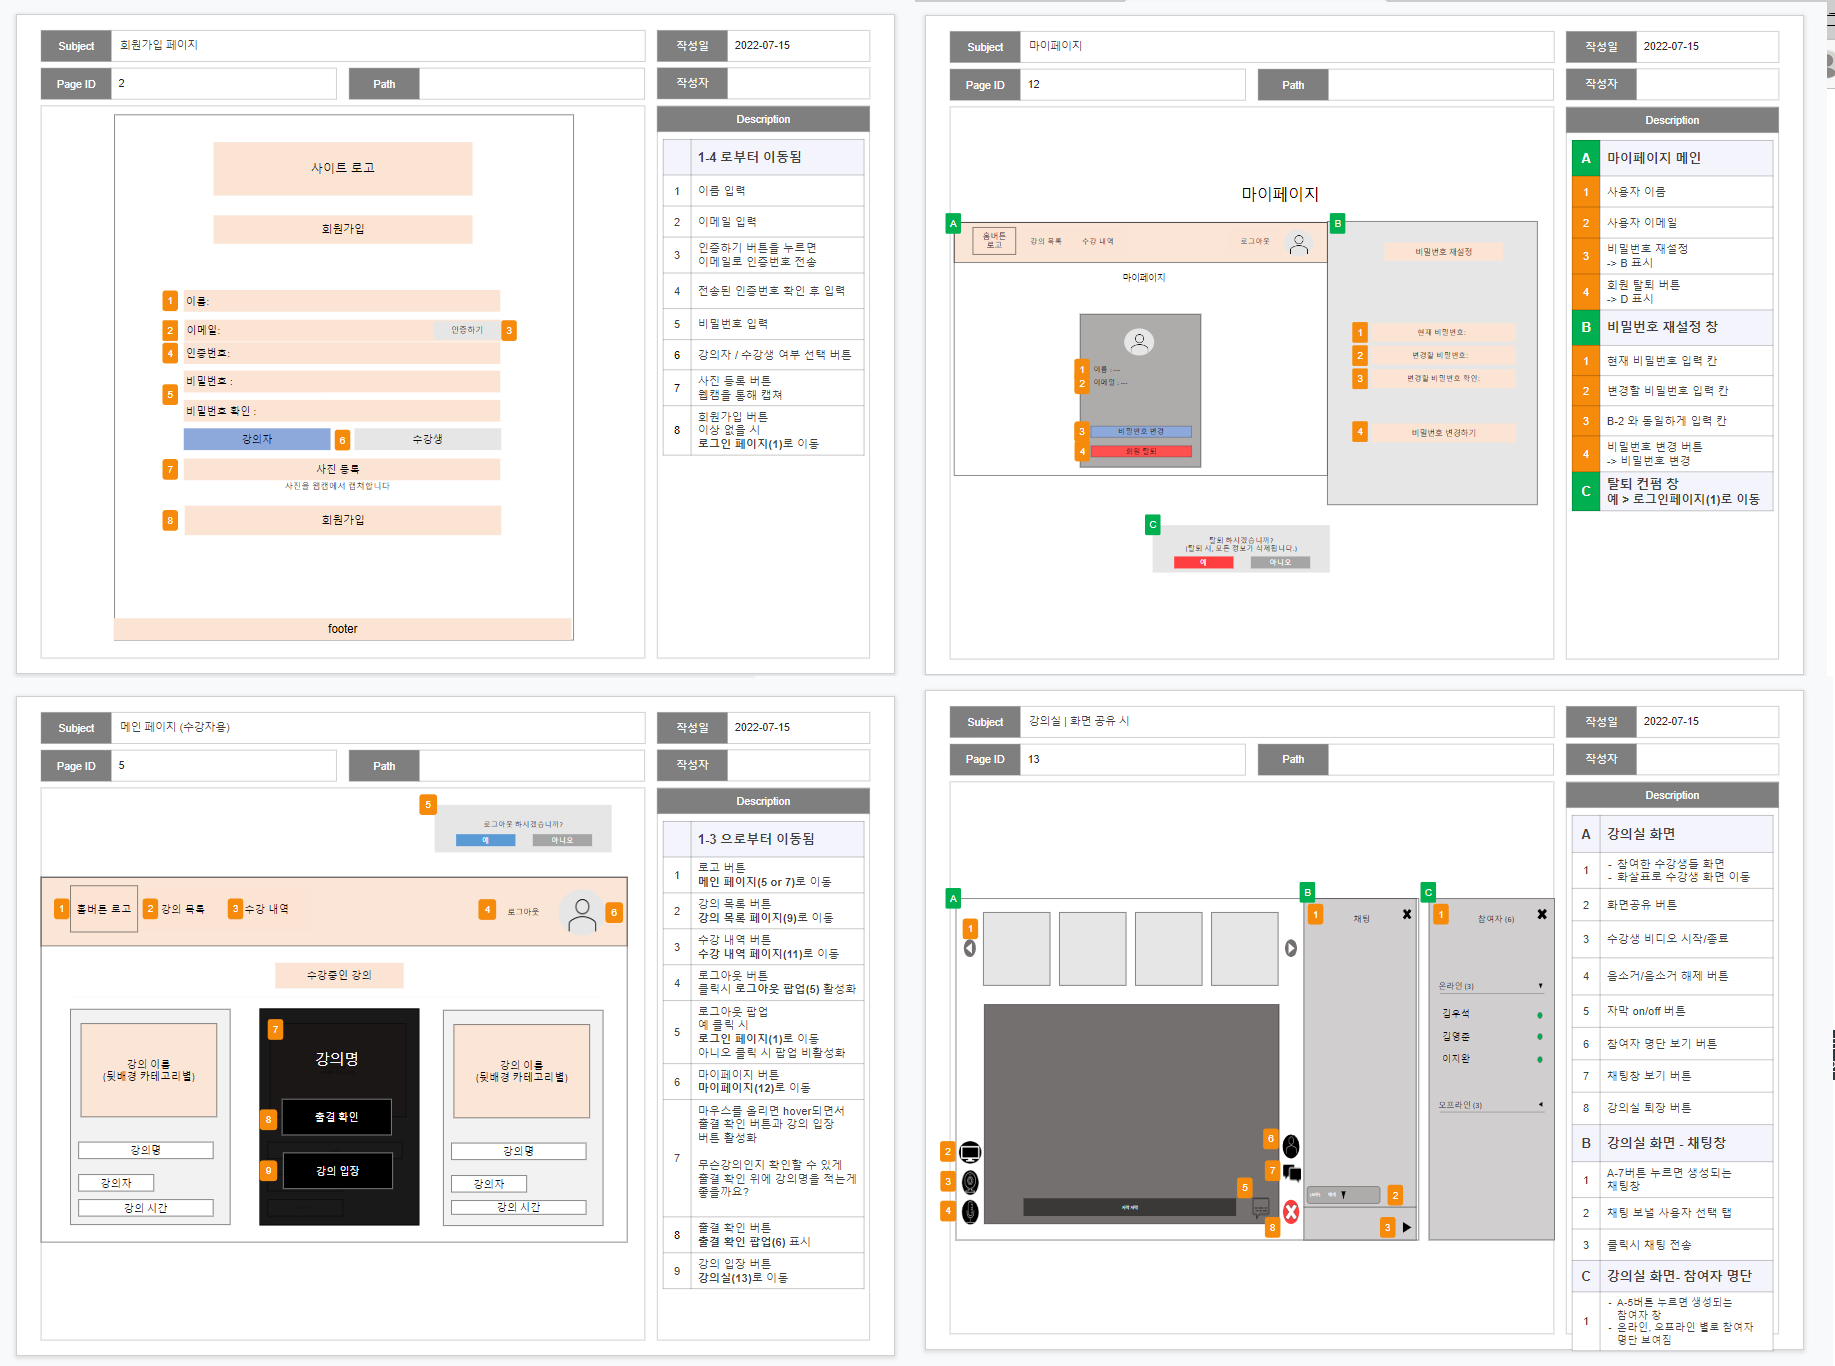 Subject
회원가입 페이지
작성일
2022-07-15
Page ID
2
Path
작성자
사이트 로고
회원가입
1
이름:
2
이메일:
인증하기
3
4
인증번호:
비밀번호 :
5
비밀번호 확인 :
강의자
6
수강생
7
사진 등록
사진을 웹캠에서 캡처합니다
8
회원가입
footer
Description
1-4 로부터 이동됨
1
이름 입력
2
이메일 입력
3
인증하기 버튼을 누르면
이메일로 인증번호 전송
4
전송된 인증번호 확인 후 입력
5
비밀번호 입력
6
강의자 / 수강생 여부 선택 버튼
7
사진 등록 버튼
웹캠을 통해 캡쳐
8
회원가입 버튼
이상 없을 시
로그인 페이지(1)로 이동
Subject
마이페이지
작성일
2022-07-15
Page ID
12
Path
작성자
마이페이지
A
홈버튼
로고
강의 목록
수강 내역
로그아웃
마이페이지
1
이름 : ---
2
이메일 : ---
3
비밀번호 변경
4
회원 탈퇴
B
비밀번호 재설정
1
현재 비밀번호:
2
변경할 비밀번호:
3
변경할 비밀번호 확인:
4
비밀번호 변경하기
C
탈퇴 하시겠습니까?
(탈퇴 시, 모든 정보가 삭제됩니다.)
예
아니오
Description
A
마이페이지 메인
1
사용자 이름
2
사용자 이메일
3
비밀번호 재설정
-> B 표시
4
회원 탈퇴 버튼
-> D 표시
B
비밀번호 재설정 창
1
현재 비밀번호 입력 칸
2
변경할 비밀번호 입력 칸
3
B-2 와 동일하게 입력 칸
4
비밀번호 변경 버튼
-> 비밀번호 변경
C
탈퇴 컨펌 창
예 > 로그인페이지(1)로 이동
Subject
메인 페이지 (수강자용)
작성일
2022-07-15
Page ID
5
Path
작성자
5
로그아웃 하시겠습니까?
예
아니오
1
홈버튼 로고
2
강의 목록
3
수강 내역
4
로그아웃
6
수강중인 강의
강의 이름
(뒷배경 카테고리별)
강의명
강의자
강의 시간
7
강의명
8
출결 확인
9
강의 입장
강의 이름
(뒷배경 카테고리별)
강의명
강의자
강의 시간
Description
1-3 으로부터 이동됨
1
로고 버튼
메인 페이지(5 or 7)로 이동
2
강의 목록 버튼
강의 목록 페이지(9)로 이동
3
수강 내역 버튼
수강 내역 페이지(11)로 이동
4
로그아웃 버튼
클릭시 로그아웃 팝업(5) 활성화
5
로그아웃 팝업
예 클릭 시
로그인 페이지(1)로 이동
아니오 클릭 시 팝업 비활성화
6
마이페이지 버튼
마이페이지(12)로 이동
7
마우스를 올리면 hover되면서
출결 확인 버튼과 강의 입장
버튼 활성화
무슨강의인지 확인할 수 있게
출결 확인 위에 강의명을 적는게
좋을까요?
8
출결 확인 버튼
출결 확인 팝업(6) 표시
9
강의 입장 버튼
강의실(13)로 이동
Subject
강의실 | 화면 공유 시
작성일
2022-07-15
Page ID
13
Path
작성자
A
1
2
3
4
5
6
7
8
B
1
채팅
2
3
C
1
참여자 (6)
온라인 (3)
김우석
김영준
이지완
오프라인 (3)
Description
A
강의실 화면
1
- 참여한 수강생들 화면
- 화살표로 수강생 화면 이동
2
화면공유 버튼
3
수강생 비디오 시작/종료
4
음소거/음소거 해제 버튼
5
자막 on/off 버튼
6
참여자 명단 보기 버튼
7
채팅창 보기 버튼
8
강의실 퇴장 버튼
B
강의실 화면 - 채팅창
1
A-7버튼 누르면 생성되는
채팅창
2
채팅 보낼 사용자 선택 탭
3
클릭시 채팅 전송
C
강의실 화면- 참여자 명단
1
- A-5버튼 누르면 생성되는
참여자 창
- 온라인, 오프라인 별로 참여자
명단 보여짐